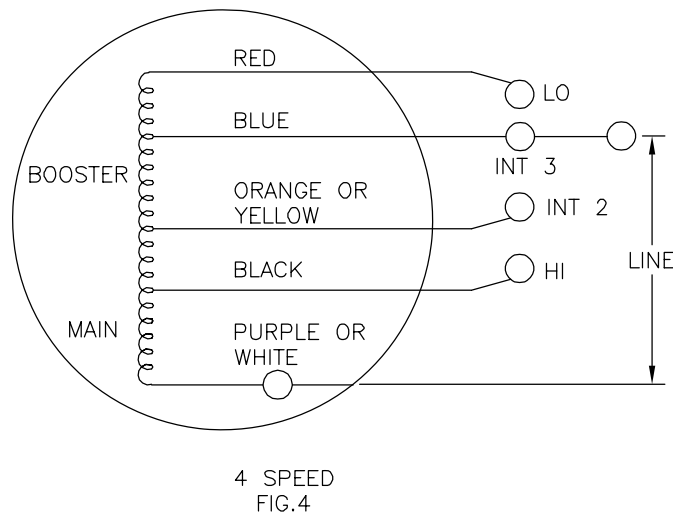 RED
LO
BLUE
INT 3
BOOSTER
ORANGE OR
YELLOW
INT 2
BLACK
HI
LINE
MAIN
PURPLE OR
WHITE
4 SPEED
FIG.4